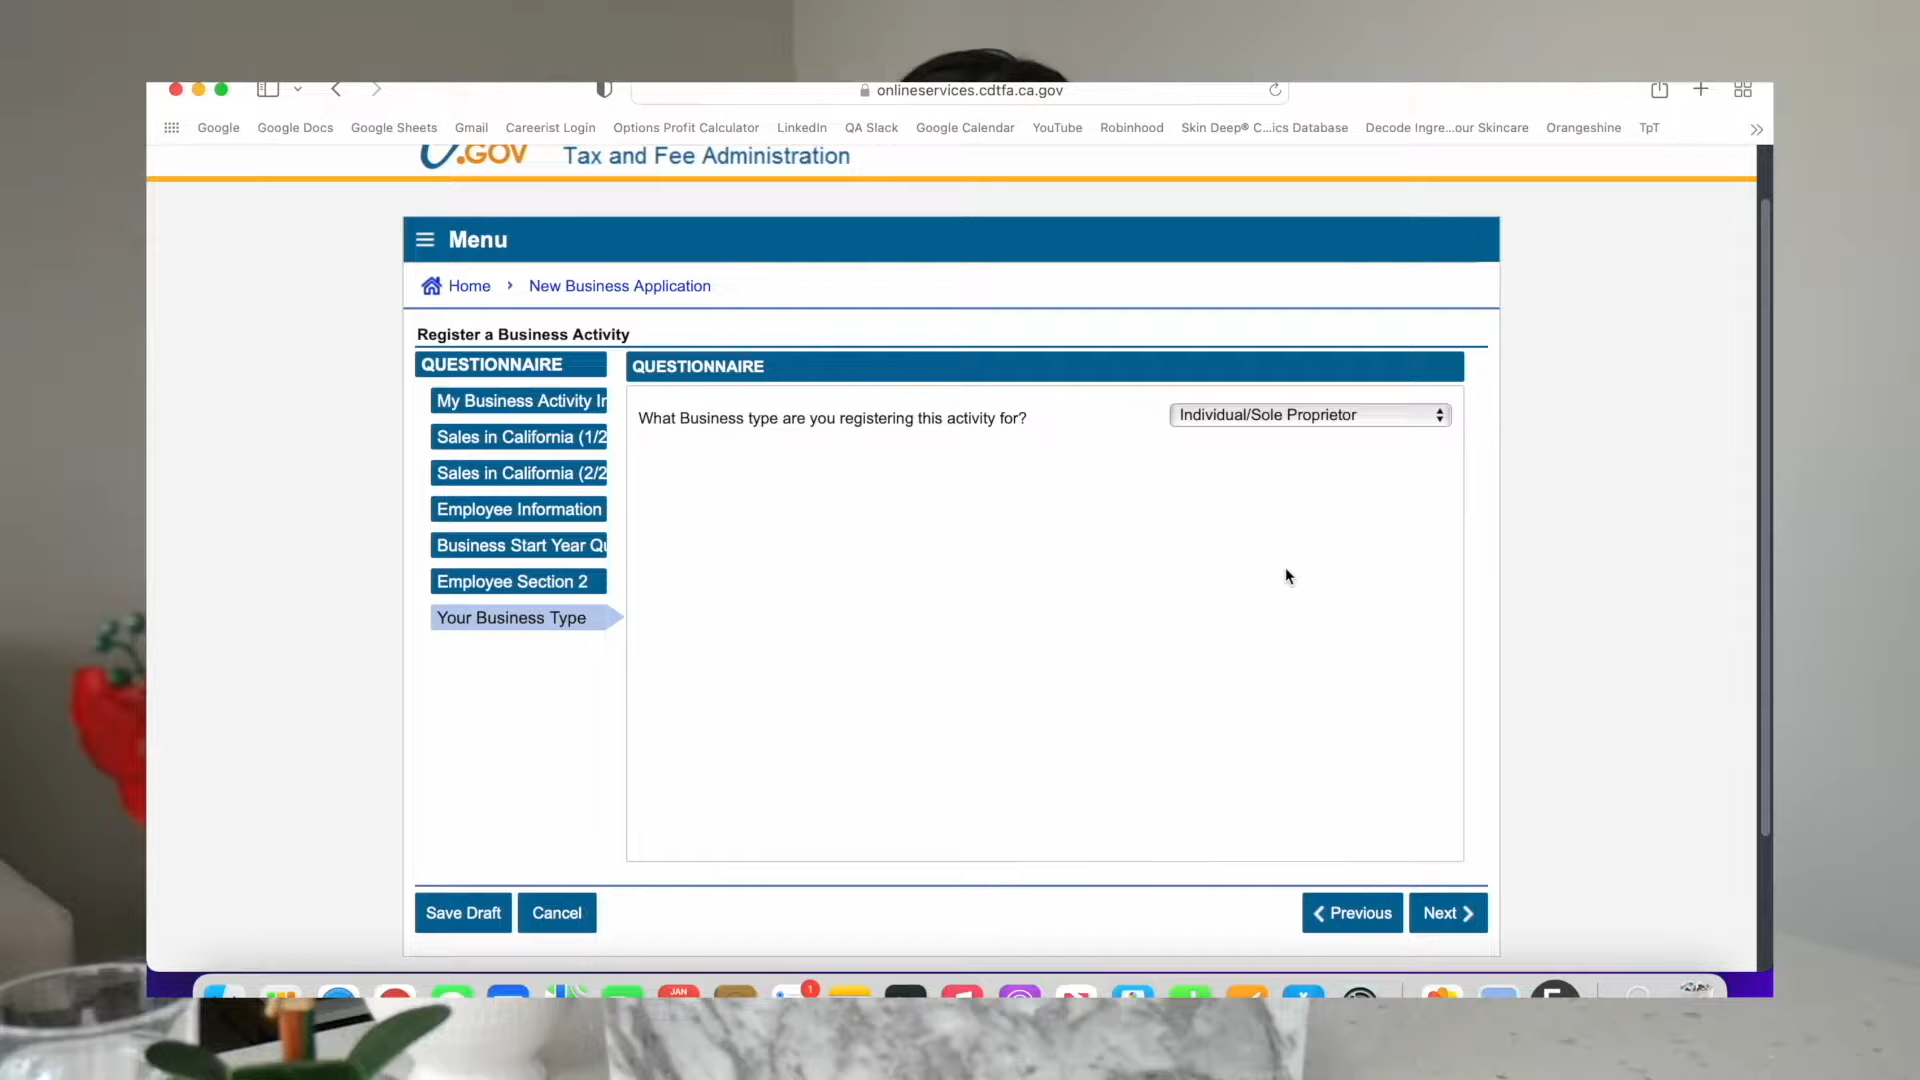 onlineservices.cdtfa.ca.gov
Google Google Docs Google Sheets Gmail Careerist Login Options Profit Calculator LinkedIn QA Slack Google Calendar YouTube Robinhood Skin Deep® C...ics Database Decode Ingre...our Skincare Orangeshine TpT
.GOV Tax and Fee Administration
Menu
Home New Business Application
Register a Business Activity
QUESTIONNAIRE
My Business Activity Ir
Sales in California (1/2
Sales in California (2/2
Employee Information
Business Start Year Qu
Employee Section 2
Your Business Type
QUESTIONNAIRE
What Business type are you registering this activity for? Individual/Sole Proprietor
Save Draft Cancel Previous Next
JAN 1